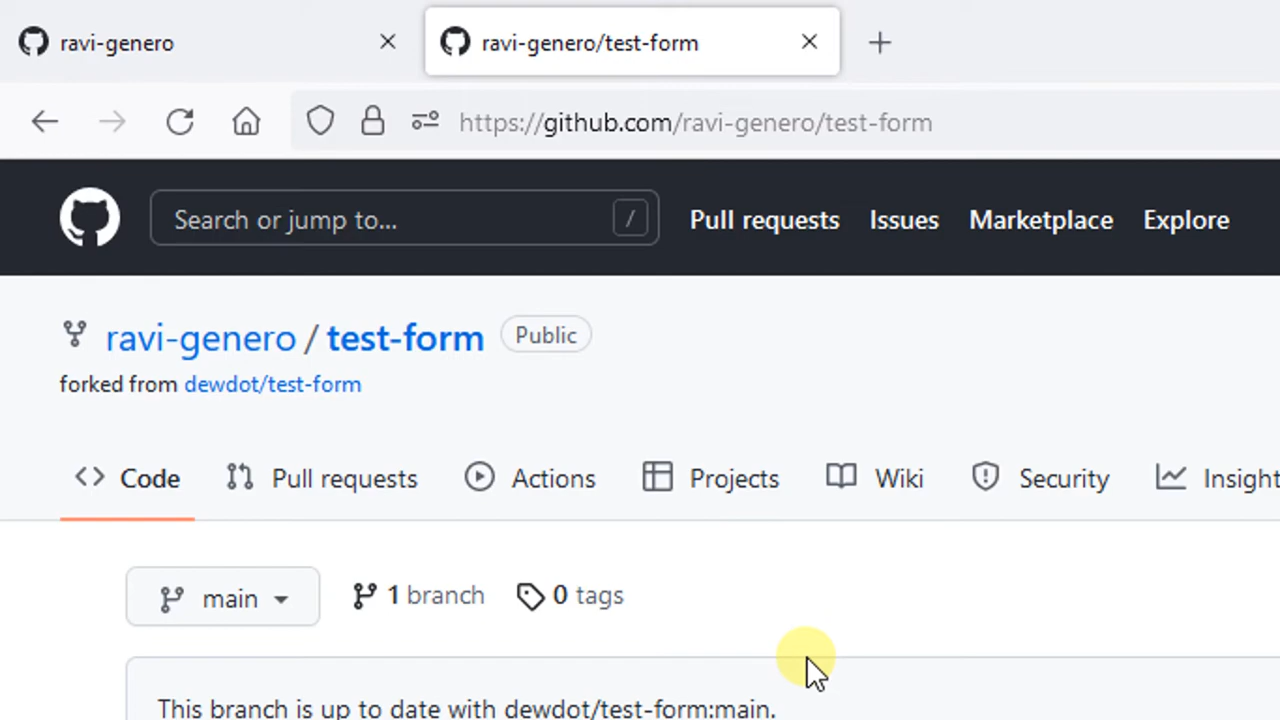 ravi-genero
ravi-genero/test-form
https://github.com/ravi-genero/test-form
Search or jump to... / Pull requests Issues Marketplace Explore
ravi-genero / test-form Public
forked from dewdot/test-form
Code Pull requests Actions Projects Wiki Security Insight
main 1 branch 0 tags
This branch is up to date with dewdot/test-form:main.